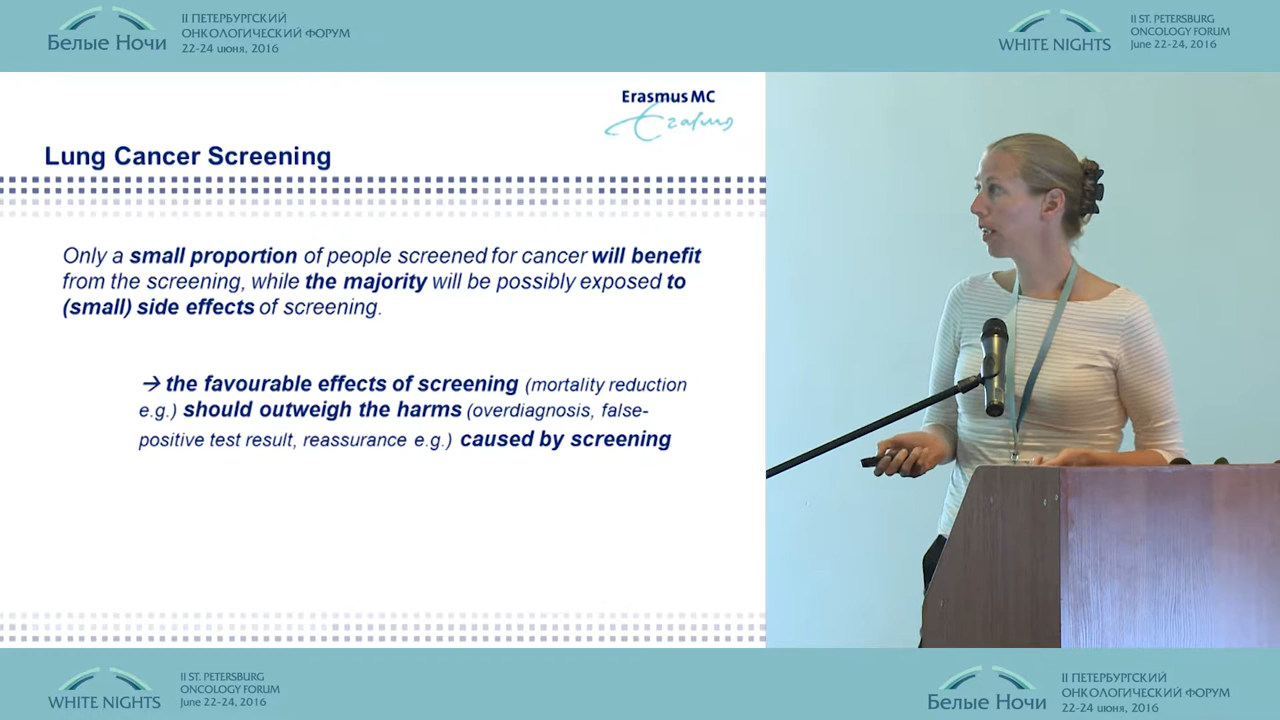 Белые Ночи
II ПЕТЕРБУРГСКИЙ
ОНКОЛОГИЧЕСКИЙ ФОРУМ
22-24 июня, 2016
WHITE NIGHTS
II ST. PETERSBURG
ONCOLOGY FORUM
June 22-24, 2016
Erasmus MC
Erasmus
Lung Cancer Screening
Only a small proportion of people screened for cancer will benefit
from the screening, while the majority will be possibly exposed to
(small) side effects of screening.
→ the favourable effects of screening (mortality reduction
e.g.) should outweigh the harms (overdiagnosis, false-
positive test result, reassurance e.g.) caused by screening
WHITE NIGHTS
II ST. PETERSBURG
ONCOLOGY FORUM
June 22-24, 2016
Белые Ночи
II ПЕТЕРБУРГСКИЙ
ОНКОЛОГИЧЕСКИЙ ФОРУМ
22-24 июня, 2016